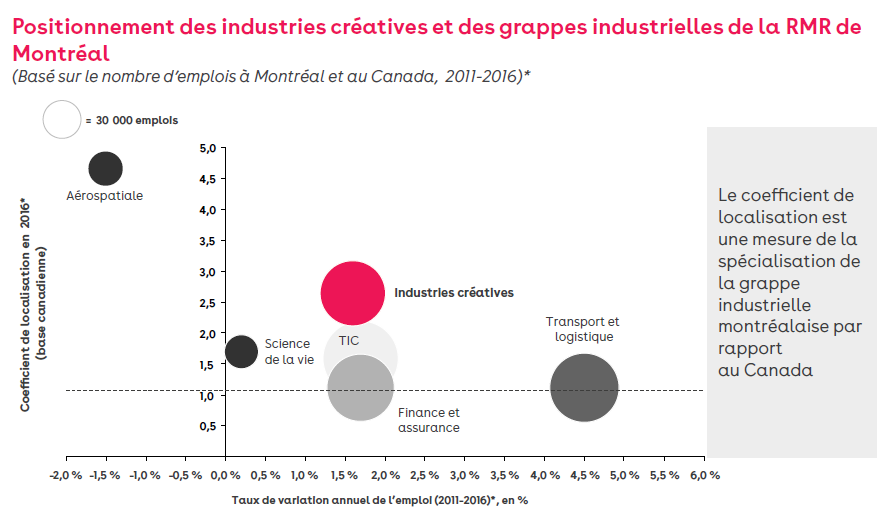 Positionnement des industries créatives et des grappes industrielles de la RMR de
Montréal
(Basé sur le nombre d'emplois à Montréal et au Canada, 2011-2016)*
= 30 000 emplois
Coefficient de localisation en 2016*
(base canadienne)
5,0
4,5
4,0
3,5
3,0
2,5
2,0
1,5
1,0
0,5
Aérospatiale
Industries créatives
Science
de la vie
TIC
Finance et
assurance
Transport et
logistique
-2,0 % -1,5 % -1,0 % -0,5 % 0,0 % 0,5 % 1,0 % 1,5 % 2,0 % 2,5 % 3,0 % 3,5 % 4,0 % 4,5 % 5,0 % 5,5 % 6,0 %
Taux de variation annuel de l'emploi (2011-2016)*, en %
Le coefficient de
localisation est
une mesure de la
spécialisation de
la grappe
industrielle
montréalaise par
rapport
au Canada